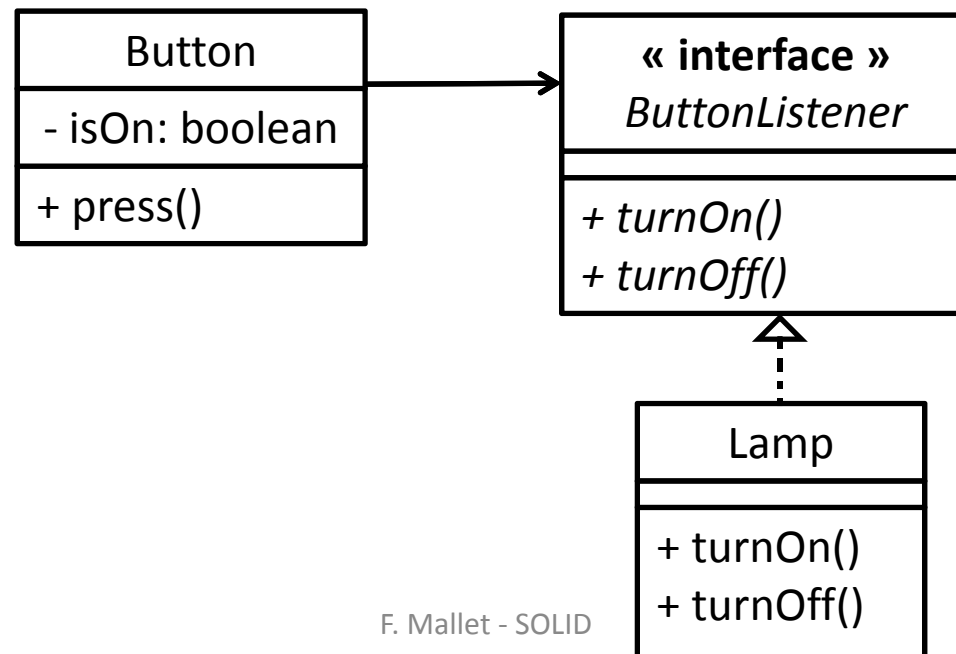 Button
- isOn: boolean
+ press()
« interface »
ButtonListener
+ turnOn()
+ turnOff()
Lamp
+ turnOn()
+ turnOff()
F. Mallet - SOLID